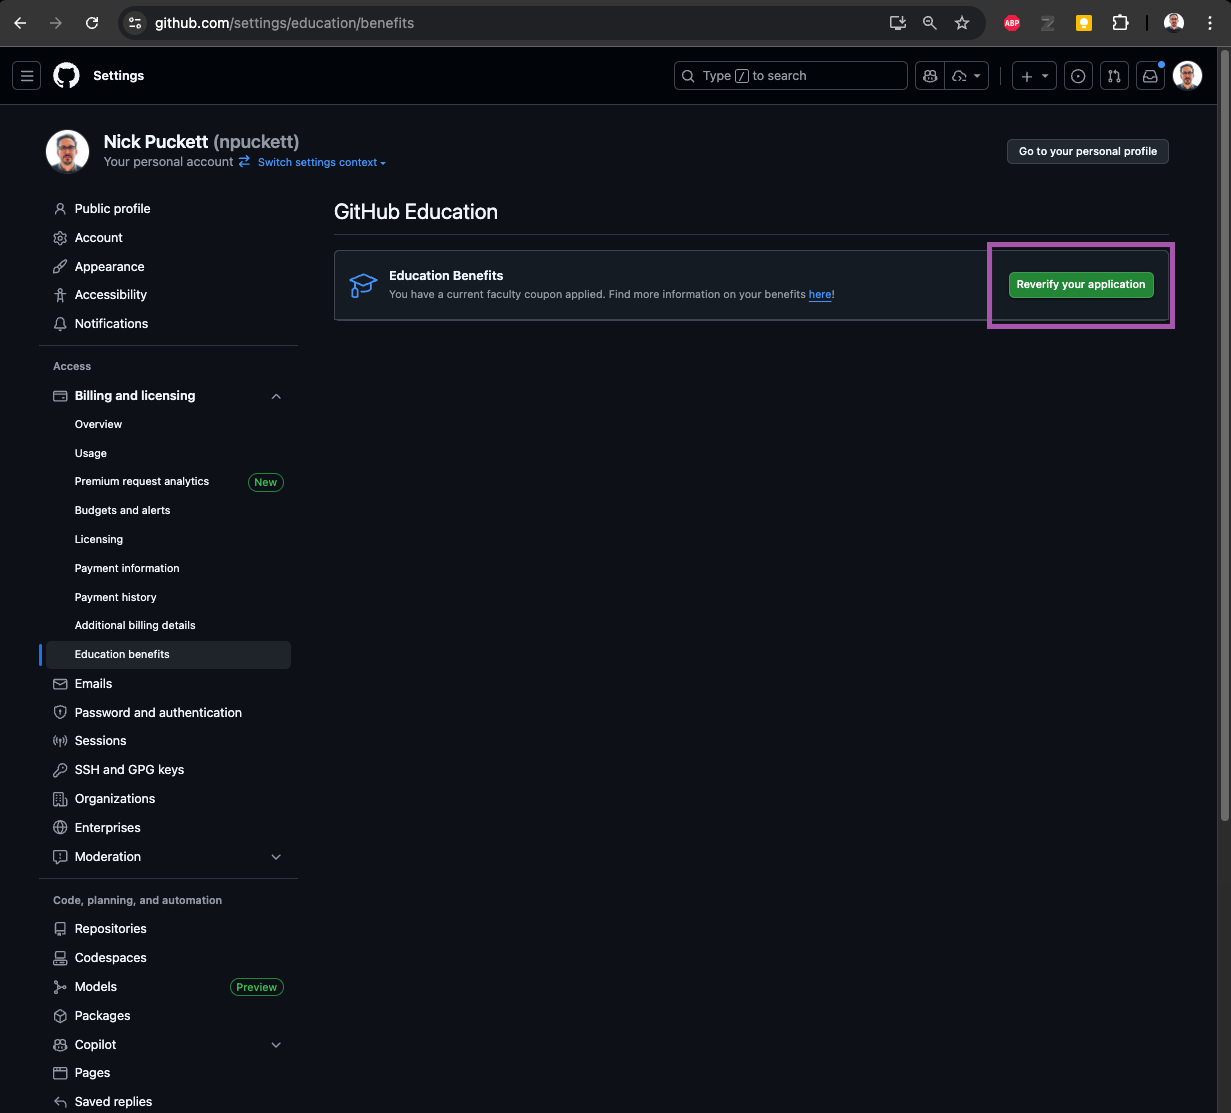 github.com/settings/education/benefits
ABP
Z
Settings
Type / to search
Nick Puckett (npuckett)
Your personal account Switch settings context
Go to your personal profile
Public profile
Account
Appearance
Accessibility
Notifications
Access
Billing and licensing
Overview
Usage
Premium request analytics New
Budgets and alerts
Licensing
Payment information
Payment history
Additional billing details
Education benefits
Emails
Password and authentication
Sessions
SSH and GPG keys
Organizations
Enterprises
Moderation
Code, planning, and automation
Repositories
Codespaces
Models Preview
Packages
Copilot
Pages
Saved replies
GitHub Education
Education Benefits
You have a current faculty coupon applied. Find more information on your benefits here!
Reverify your application